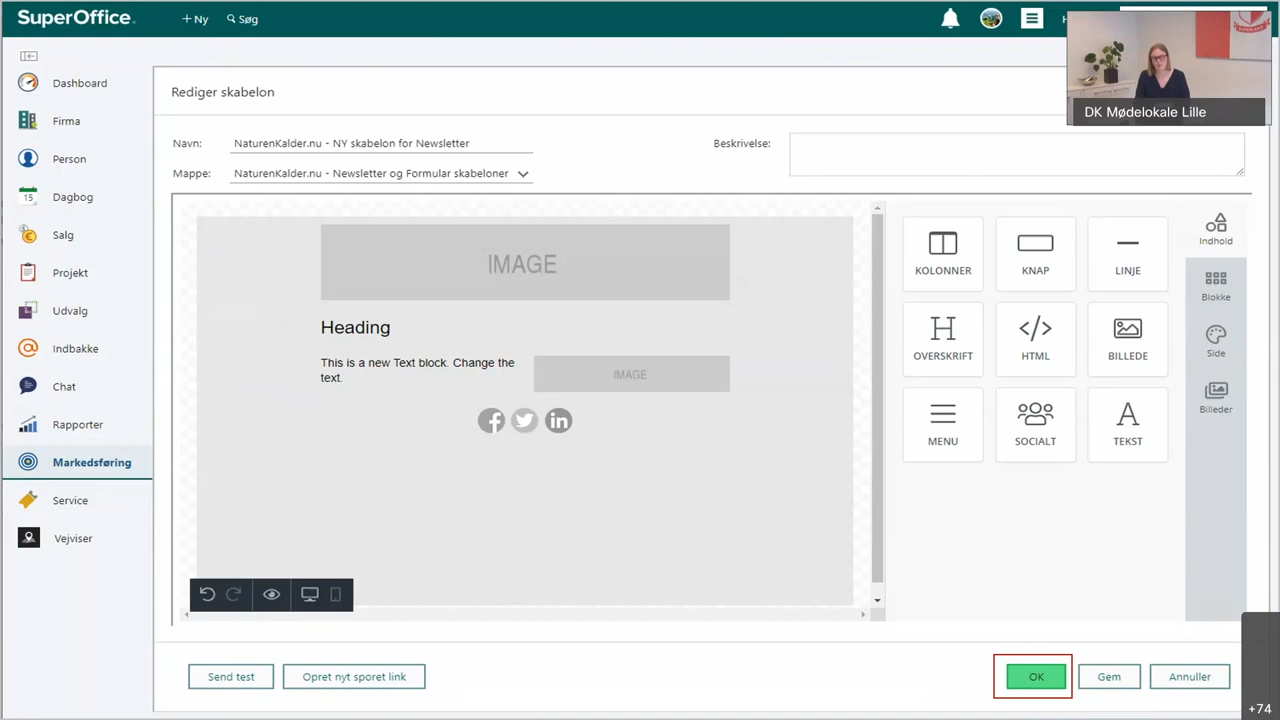 SuperOffice
Ny
Søg
DK Mødelokale Lille
Dashboard
Firma
Person
15
Dagbog
Salg
Projekt
Udvalg
Indbakke
Chat
Rapporter
Markedsføring
Service
Vejviser
Rediger skabelon
Navn:
NaturenKalder.nu - NY skabelon for Newsletter
Beskrivelse:
Mappe:
NaturenKalder.nu - Newsletter og Formular skabeloner
IMAGE
Heading
This is a new Text block. Change the
text.
IMAGE
KOLONNER
KNAP
LINJE
OVERSKRIFT
HTML
BILLEDE
MENU
SOCIALT
TEKST
Indhold
Blokke
Side
Billeder
Send test
Opret nyt sporet link
OK
Gem
Annuller
+74